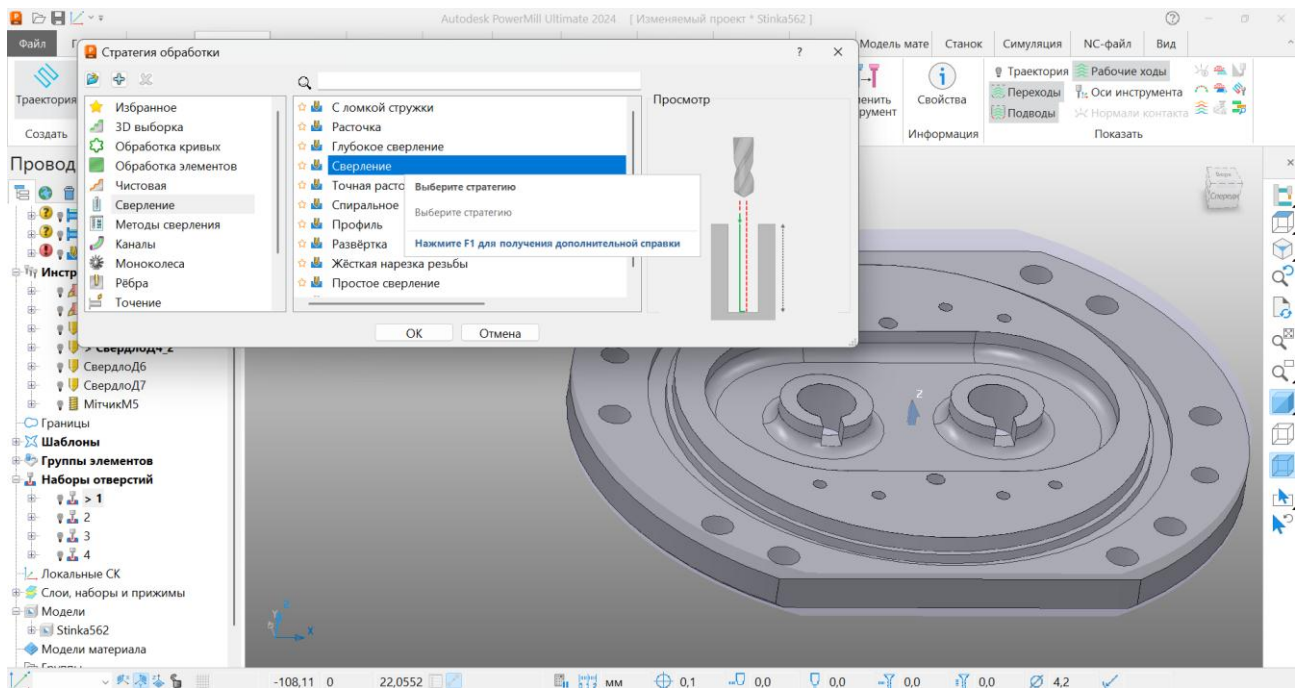 Autodesk PowerMill Ultimate 2024 [ Изменяемый проект * Stinka562 ]
Файл
Модель мате Станок Симуляция NC-файл Вид
Стратегия обработки
Избранное
3D выборка
Обработка кривых
Обработка элементов
Чистовая
Сверление
Методы сверления
Каналы
Моноколеса
Рёбра
Точение
С ломкой стружки
Расточка
Глубокое сверление
Сверление
Точная расто
Спиральное
Профиль
Развёртка
Жёсткая нарезка резьбы
Простое сверление
Выберите стратегию
Выберите стратегию
Нажмите F1 для получения дополнительной справки
Просмотр
ОК Отмена
Траектория
Создать
Свойства
Информация
Траектория Рабочие ходы
Переходы Оси инструмента
Подводы Нормали контакта
Показать
Провод
Инстр
> СверлоД4_2
СверлоД6
СверлоД7
МітчикМ5
Границы
Шаблоны
Группы элементов
Наборы отверстий
> 1
2
3
4
Локальные СК
Слои, наборы и прижимы
Модели
Stinka562
Модели материала
Спереди
Z
Z
Y
X
-108,11 0 22,0552 мм 0,1 0,0 0,0 0,0 0,0 4,2